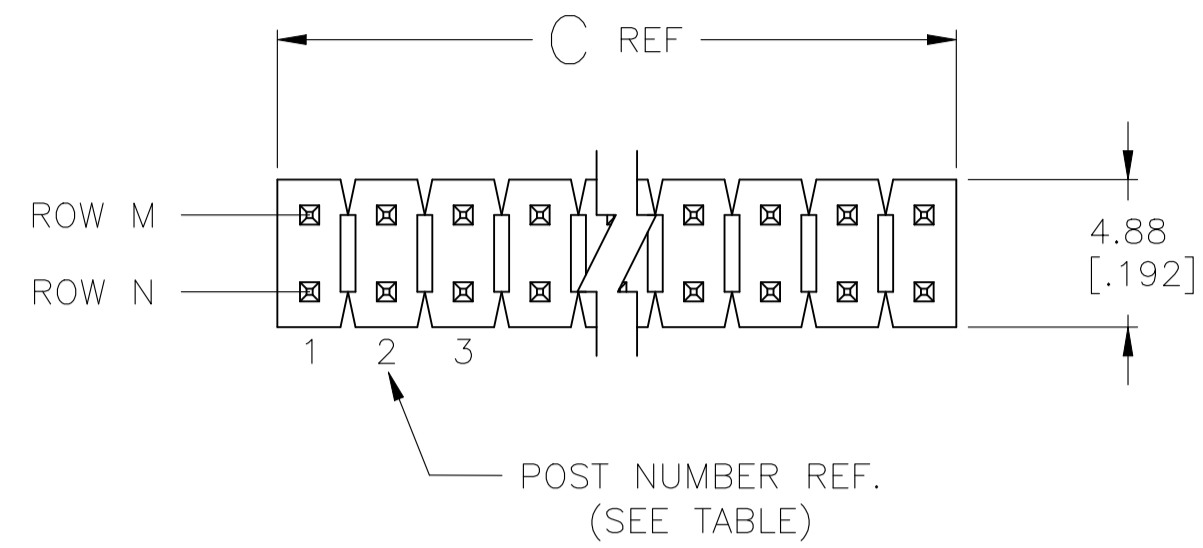 C REF
ROW M
ROW N
4.88
[.192]
1 2 3
POST NUMBER REF.
(SEE TABLE)